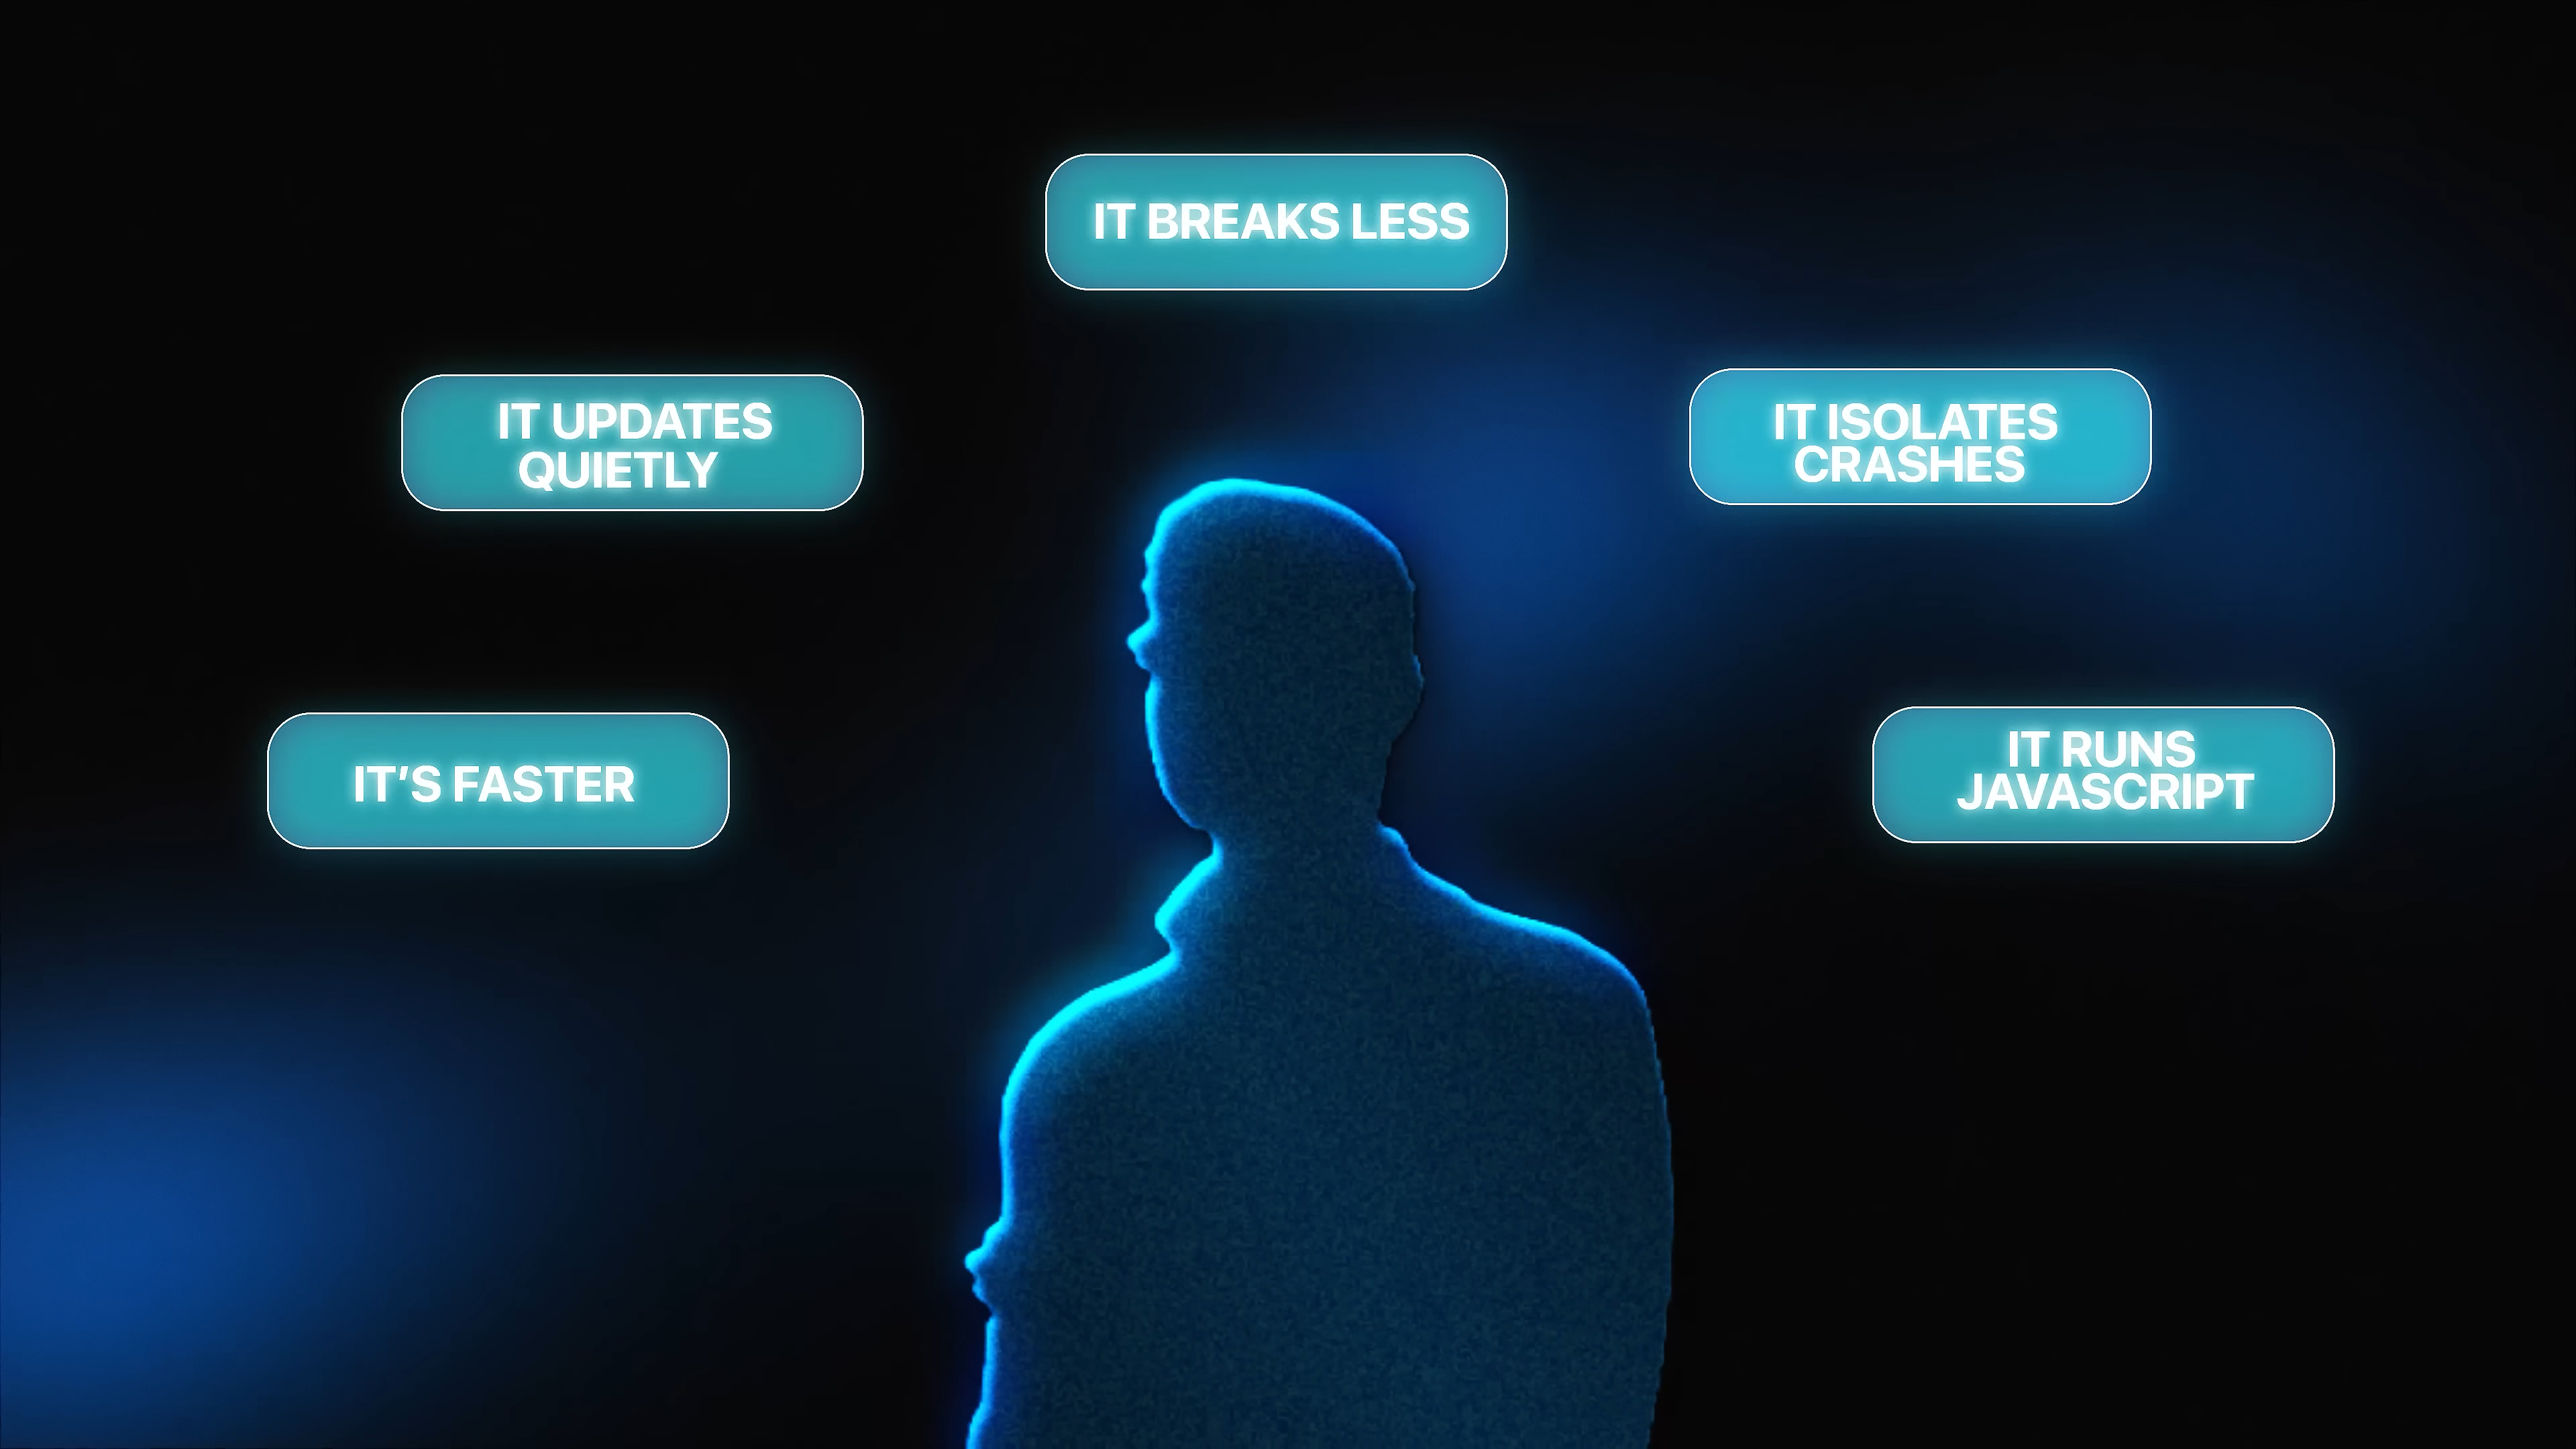 IT BREAKS LESS
IT UPDATES
QUIETLY
IT ISOLATES
CRASHES
IT’S FASTER
IT RUNS
JAVASCRIPT